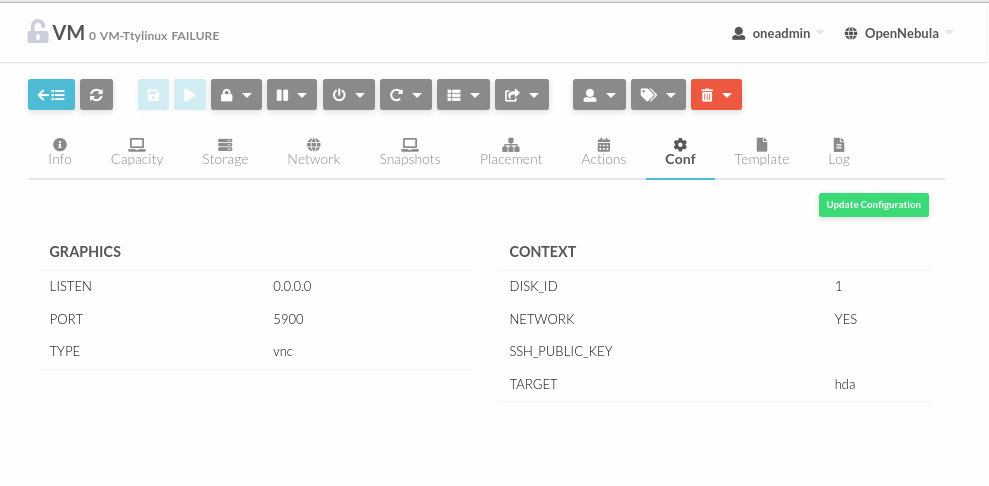 VM 0 VM-Ttylinux FAILURE
oneadmin OpenNebula
Info Capacity Storage Network Snapshots Placement Actions Conf Template Log
Update Configuration
GRAPHICS
LISTEN 0.0.0.0
PORT 5900
TYPE vnc
CONTEXT
DISK_ID 1
NETWORK YES
SSH_PUBLIC_KEY
TARGET hda